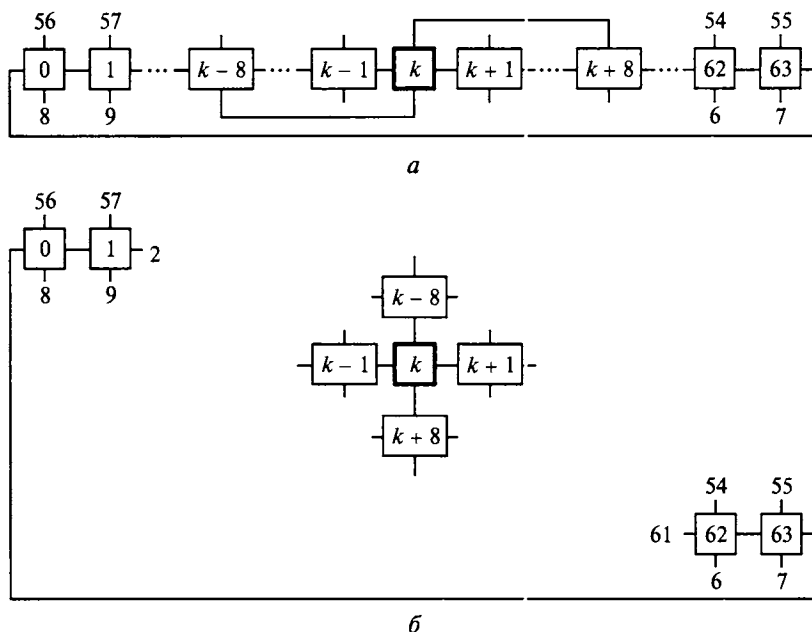 56 57 54 55
0 1 k – 8 k – 1 k k + 1 k + 8 62 63
8 9 6 7
а
56 57
0 1 2
8 9
k – 8
k – 1 k k + 1
k + 8
54 55
61 62 63
6 7
б